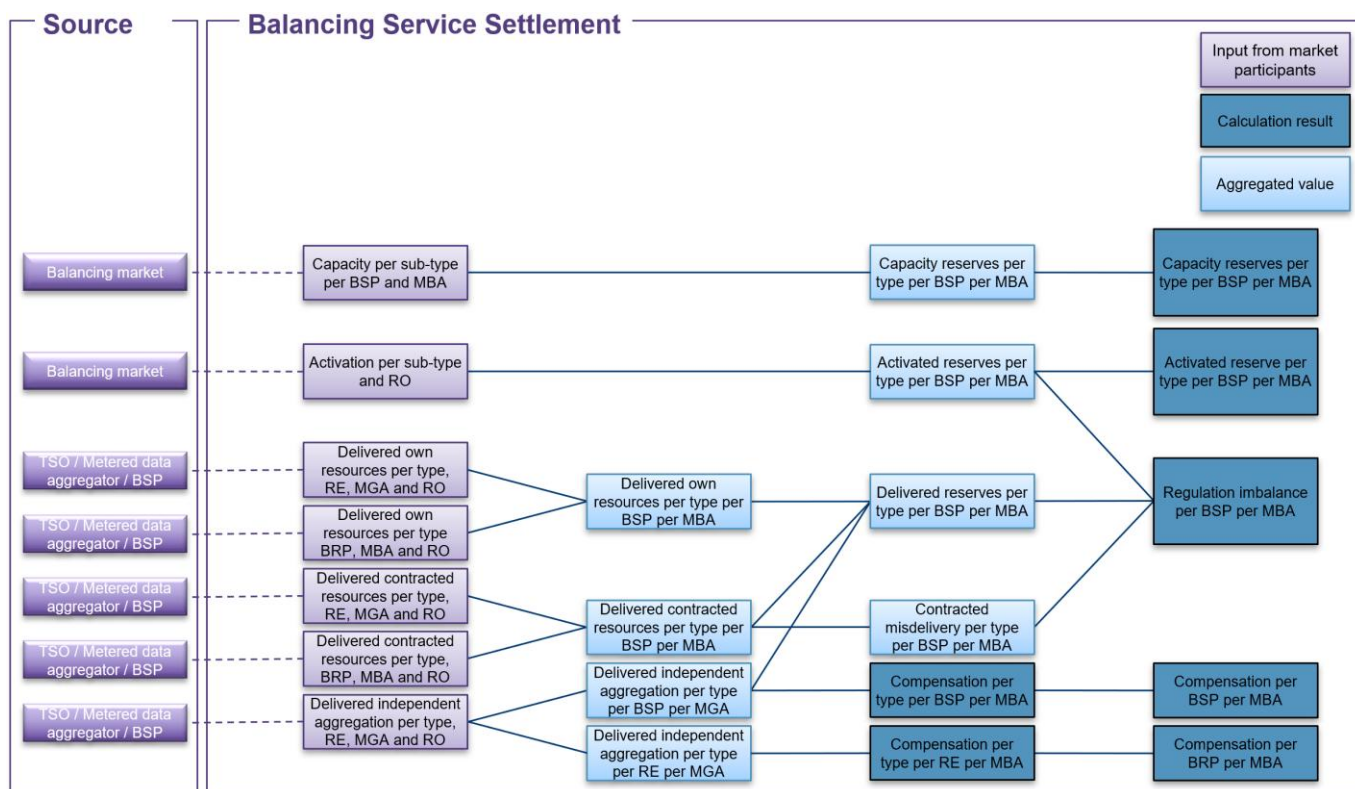 Source
Balancing Service Settlement
Input from market
participants
Calculation result
Aggregated value
Balancing market
Capacity per sub-type
per BSP and MBA
Capacity reserves per
type per BSP per MBA
Capacity reserves per
type per BSP per MBA
Balancing market
Activation per sub-type
and RO
Activated reserves per
type per BSP per MBA
Activated reserve per
type per BSP per MBA
TSO / Metered data
aggregator / BSP
Delivered own
resources per type,
RE, MGA and RO
Delivered own
resources per type per
BSP per MBA
Delivered reserves per
type per BSP per MBA
Regulation imbalance
per BSP per MBA
TSO / Metered data
aggregator / BSP
Delivered own
resources per type
BRP, MBA and RO
TSO / Metered data
aggregator / BSP
Delivered contracted
resources per type,
RE, MGA and RO
Delivered contracted
resources per type per
BSP per MBA
Contracted
misdelivery per type
per BSP per MBA
TSO / Metered data
aggregator / BSP
Delivered contracted
resources per type,
BRP, MBA and RO
Delivered independent
aggregation per type
per BSP per MGA
Compensation per
type per BSP per MBA
Compensation per
BSP per MBA
TSO / Metered data
aggregator / BSP
Delivered independent
aggregation per type,
RE, MGA and RO
Delivered independent
aggregation per type
per RE per MGA
Compensation per
type per RE per MBA
Compensation per
BRP per MBA